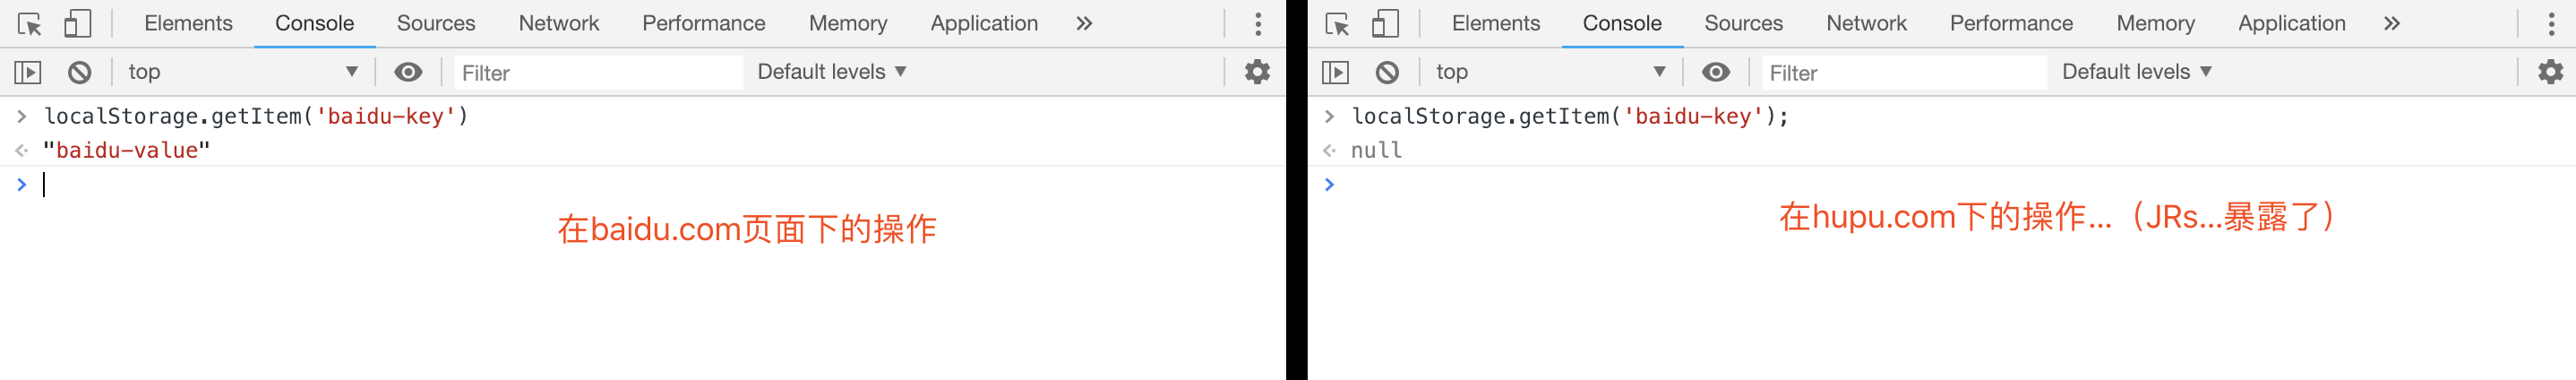 Elements Console Sources Network Performance Memory Application
top Filter Default levels
localStorage.getItem('baidu-key')
"baidu-value"
在baidu.com页面下的操作
Elements Console Sources Network Performance Memory Application
top Filter Default levels
localStorage.getItem('baidu-key');
null
在hupu.com下的操作...（JRs...暴露了）